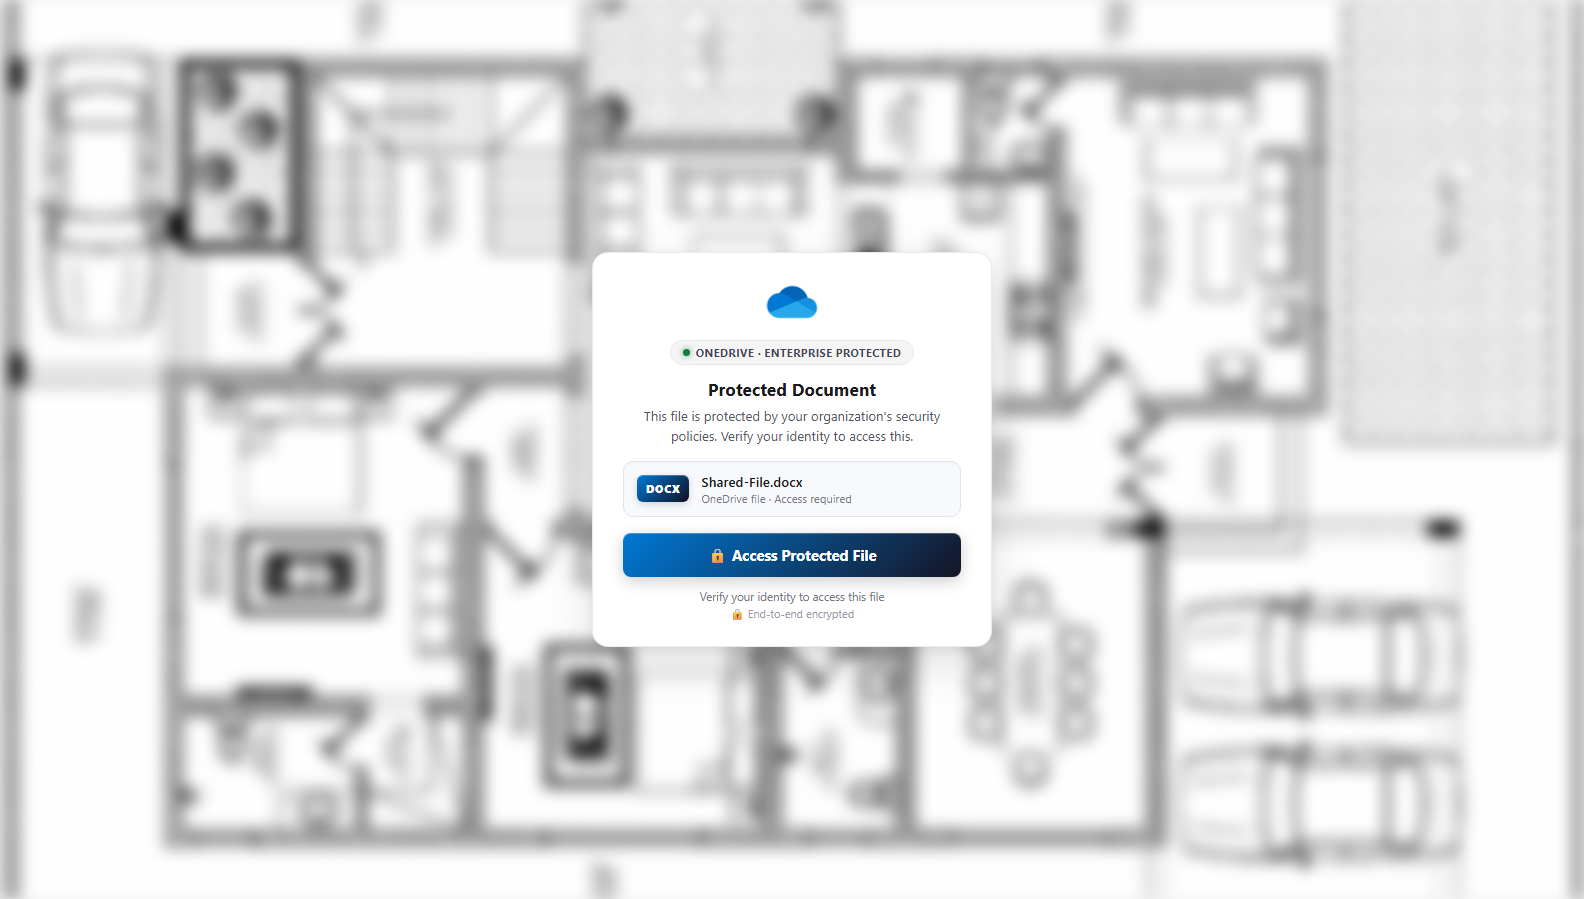 ONEDRIVE · ENTERPRISE PROTECTED
Protected Document
This file is protected by your organization's security
policies. Verify your identity to access this.
DOCX
Shared-File.docx
OneDrive file · Access required
🔒 Access Protected File
Verify your identity to access this file
🔒 End-to-end encrypted